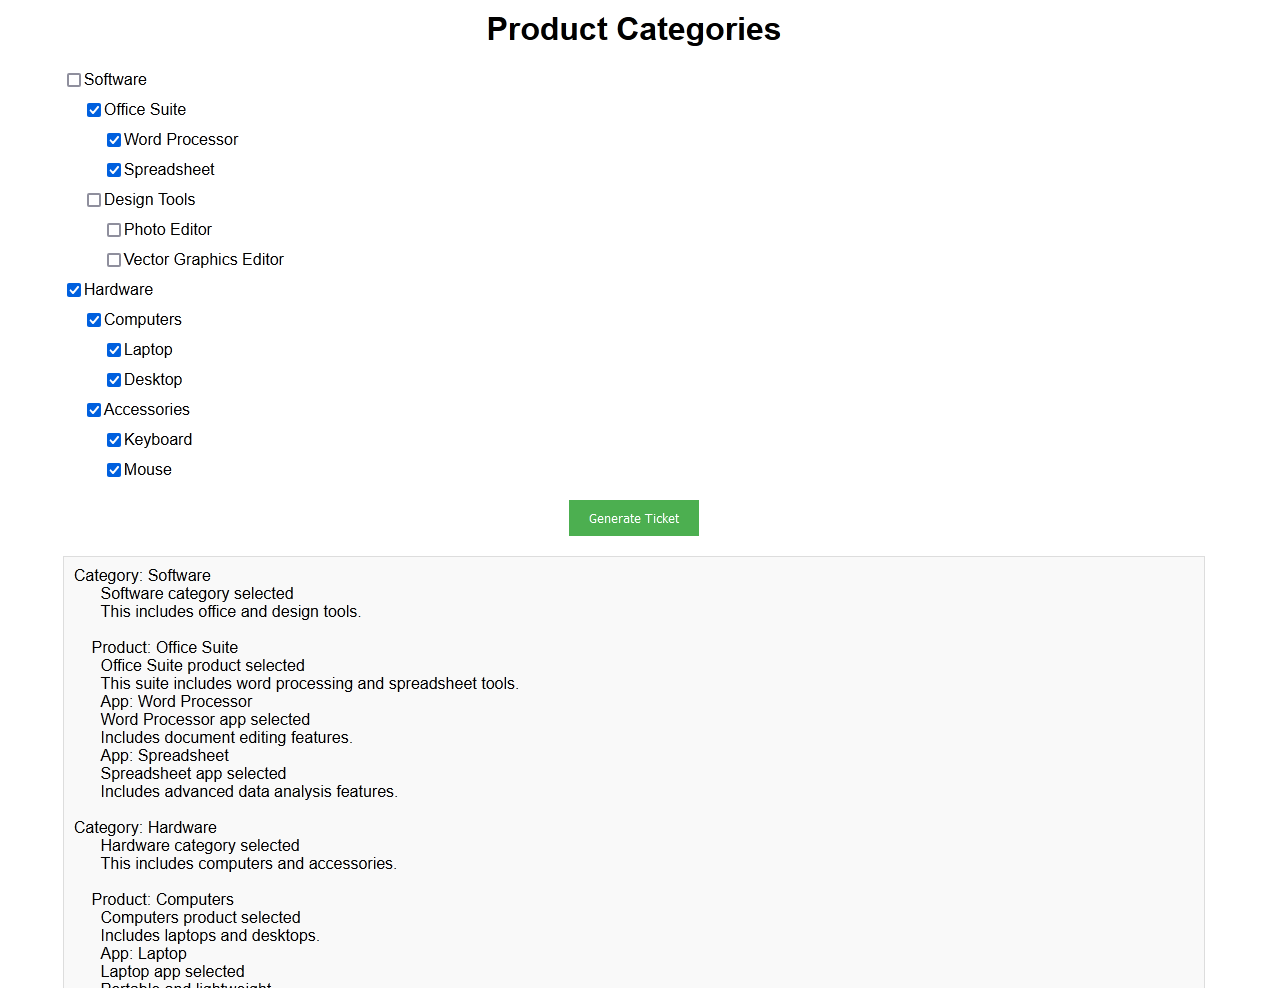 Product Categories
Software
Office Suite
Word Processor
Spreadsheet
Design Tools
Photo Editor
Vector Graphics Editor
Hardware
Computers
Laptop
Desktop
Accessories
Keyboard
Mouse
Generate Ticket
Category: Software
Software category selected
This includes office and design tools.
Product: Office Suite
Office Suite product selected
This suite includes word processing and spreadsheet tools.
App: Word Processor
Word Processor app selected
Includes document editing features.
App: Spreadsheet
Spreadsheet app selected
Includes advanced data analysis features.
Category: Hardware
Hardware category selected
This includes computers and accessories.
Product: Computers
Computers product selected
Includes laptops and desktops.
App: Laptop
Laptop app selected
Portable and lightweight